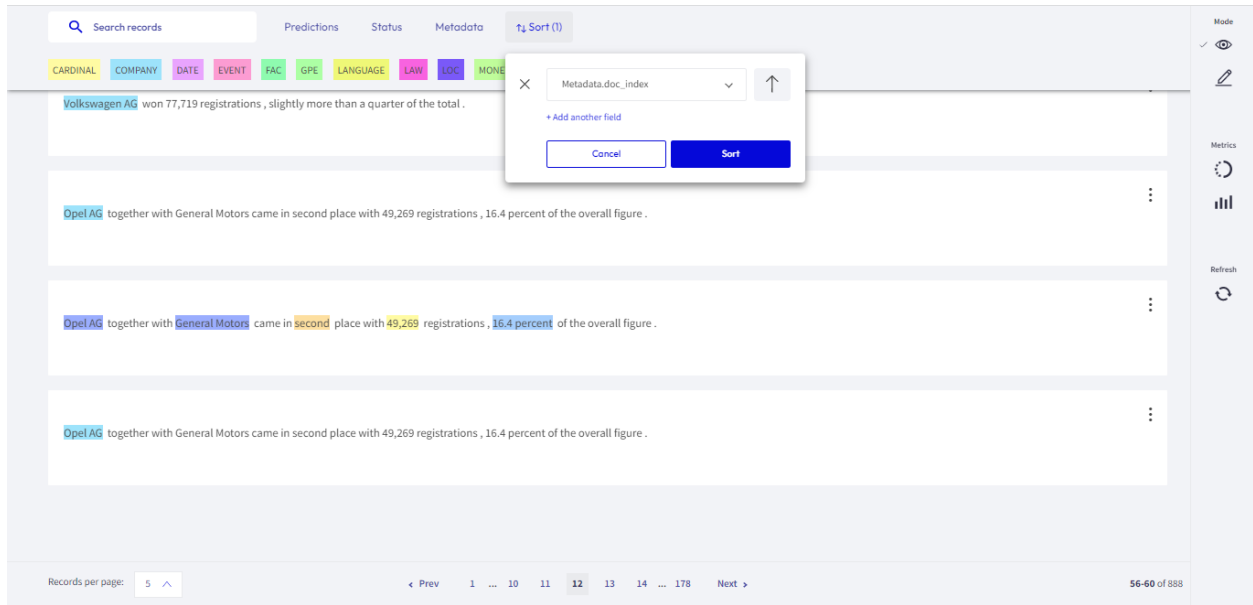 Search records
Predictions
Status
Metadata
Sort (1)
Mode
CARDINAL
COMPANY
DATE
EVENT
FAC
GPE
LANGUAGE
LAW
LOC
MONE
Metadata.doc_index
+ Add another field
Cancel
Sort
Volkswagen AG won 77,719 registrations , slightly more than a quarter of the total .
Metrics
Opel AG together with General Motors came in second place with 49,269 registrations , 16.4 percent of the overall figure .
Refresh
Opel AG together with General Motors came in second place with 49,269 registrations , 16.4 percent of the overall figure .
Opel AG together with General Motors came in second place with 49,269 registrations , 16.4 percent of the overall figure .
Records per page: 5
Prev 1 ... 10 11 12 13 14 ... 178 Next
56-60 of 888